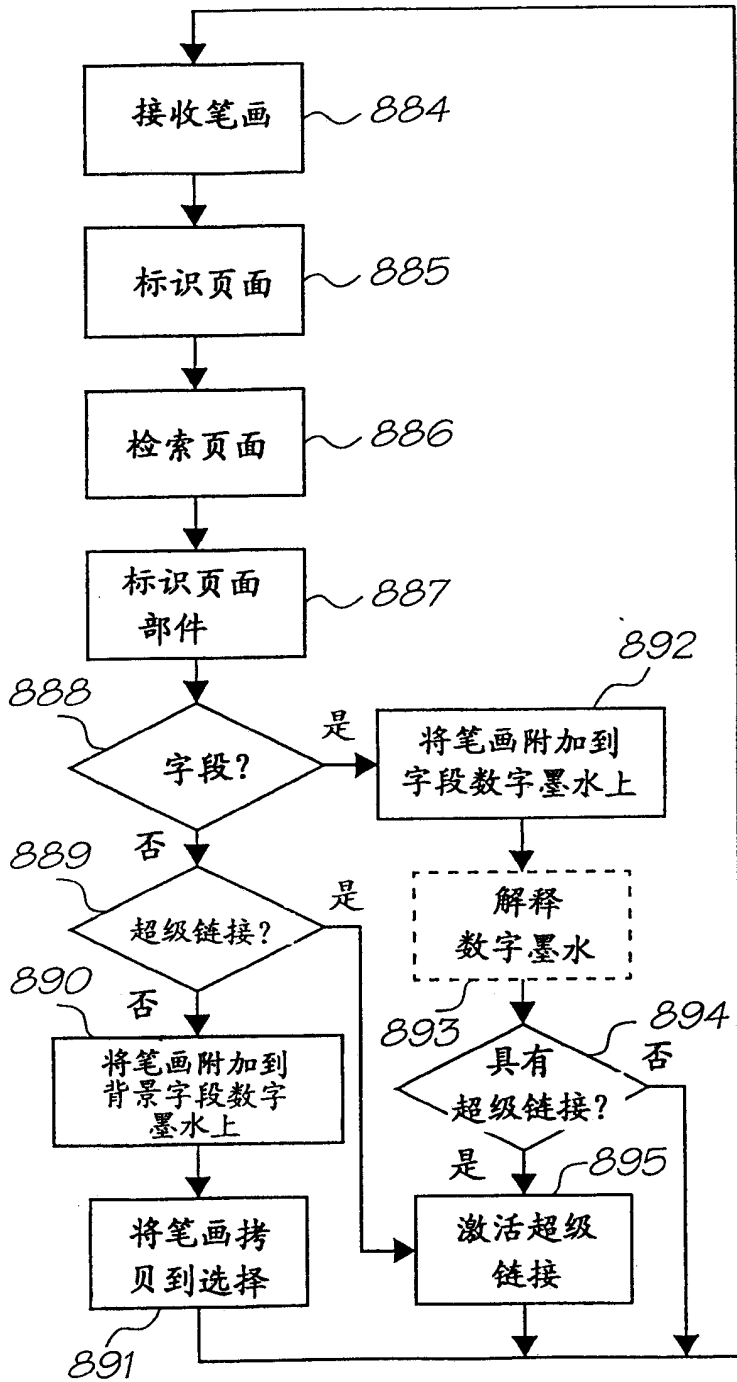 接收笔画
884
标识页面
885
检索页面
886
标识页面
部件
887
888
字段?
是
892
将笔画附加到
字段数字墨水上
否
889
超级链接?
是
解释
数字墨水
893
890
否
894
具有
超级链接?
否
将笔画附加到
背景字段数字
墨水上
是
895
将笔画拷
贝到选择
891
激活超级
链接